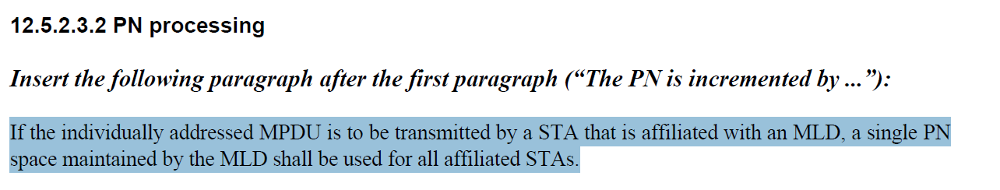 12.5.2.3.2 PN processing
Insert the following paragraph after the first paragraph (“The PN is incremented by ...”):
If the individually addressed MPDU is to be transmitted by a STA that is affiliated with an MLD, a single PN
space maintained by the MLD shall be used for all affiliated STAs.